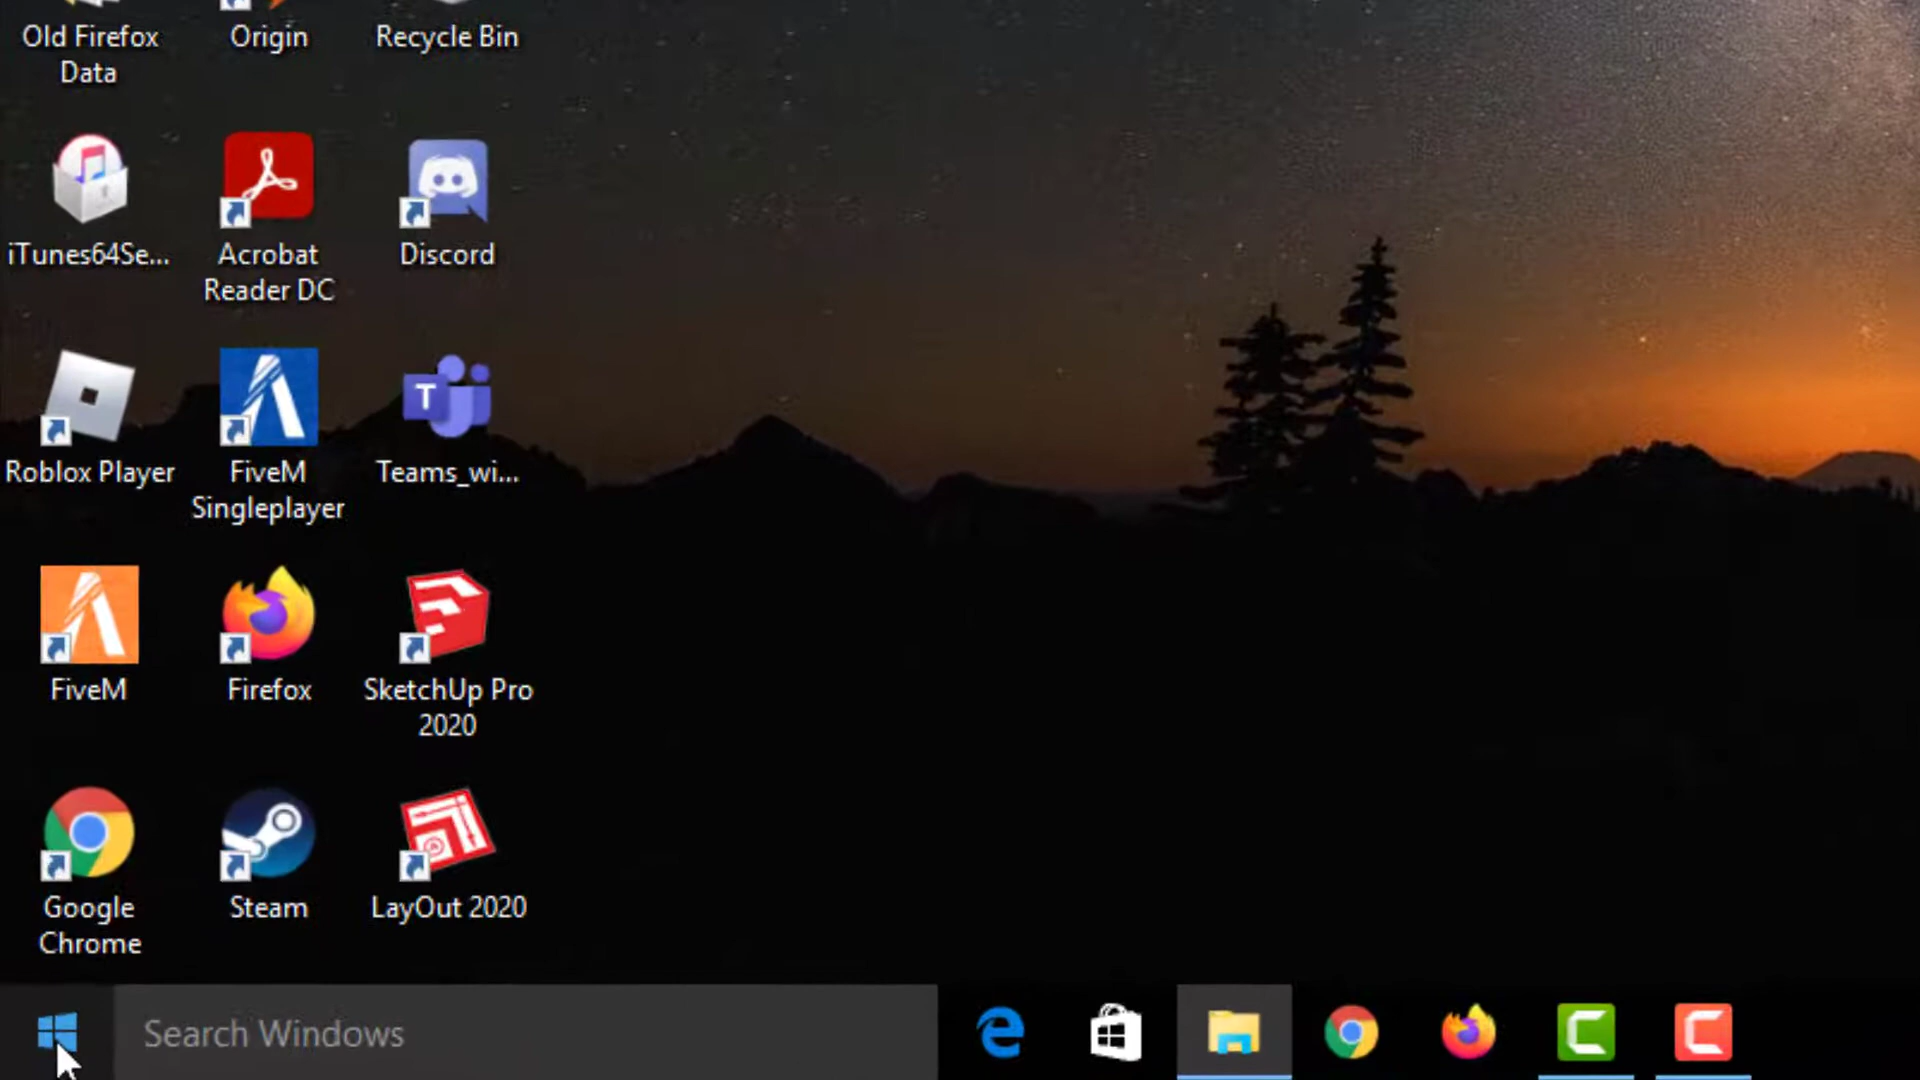 Old Firefox
Data
Origin
Recycle Bin
iTunes64Se...
Acrobat
Reader DC
Discord
Roblox Player
FiveM
Singleplayer
T
Teams_wi...
FiveM
Firefox
SketchUp Pro
2020
Google
Chrome
Steam
LayOut 2020
Search Windows